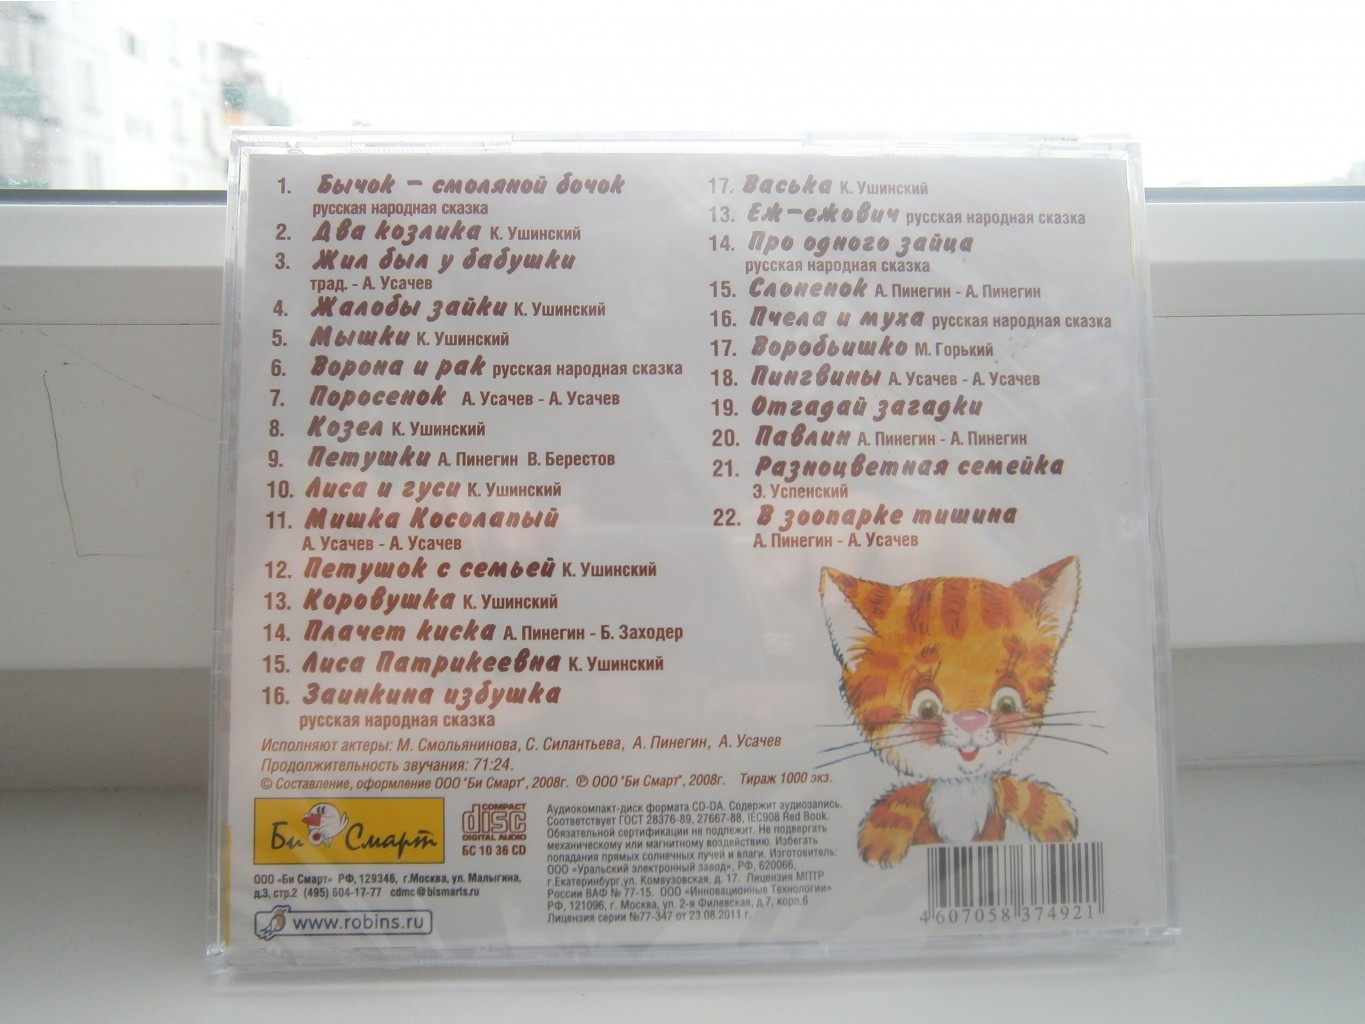 1. Бычок – смоляной бочок
русская народная сказка
2. Два козлика К. Ушинский
3. Жил был у бабушки
трад. - А. Усачев
4. Жалобы зайки К. Ушинский
5. Мышки К. Ушинский
6. Ворона и рак русская народная сказка
7. Поросенок А. Усачев - А. Усачев
8. Козел К. Ушинский
9. Петушки А. Пинегин В. Берестов
10. Лиса и гуси К. Ушинский
11. Мишка Косолапый
А. Усачев - А. Усачев
12. Петушок с семьей К. Ушинский
13. Коровушка К. Ушинский
14. Плачет киска А. Пинегин - Б. Заходер
15. Лиса Патрикеевна К. Ушинский
16. Заинкина избушка
русская народная сказка
17. Васька К. Ушинский
13. Еж-ежович русская народная сказка
14. Про одного зайца
русская народная сказка
15. Слоненок А. Пинегин - А. Пинегин
16. Пчела и муха русская народная сказка
17. Воробьишко М. Горький
18. Пингвины А. Усачев - А. Усачев
19. Отгадай загадки
20. Павлин А. Пинегин - А. Пинегин
21. Разноцветная семейка
Э. Успенский
22. В зоопарке тишина
А. Пинегин - А. Усачев
Исполняют актеры: М. Смольянинова, С. Силантьева, А. Пинегин, А. Усачев
Продолжительность звучания: 71:24.
© Составление, оформление ООО "Би Смарт", 2008г. ℗ ООО "Би Смарт", 2008г. Тираж 1000 экз.
Би Смарт
COMPACT
disc
DIGITAL AUDIO
БС 10 36 CD
ООО «Би Смарт» РФ,129346, г.Москва, ул. Малыгина,
д.3, стр.2 (495) 604-17-77 cdmc@bismarts.ru
www.robins.ru
Аудиокомпакт-диск формата CD-DA. Содержит аудиозапись.
Соответствует ГОСТ 28376-89, 27667-88, IEC908 Red Book.
Обязательной сертификации не подлежит. Не подвергать
механическому или магнитному воздействию. Избегать
попадания прямых солнечных лучей и влаги. Изготовитель:
ООО «Уральский электронный завод», РФ, 620066,
г.Екатеринбург,ул. Комвузовская, д. 17. Лицензия МПТР
России ВАФ № 77-15. ООО «Инновационные Технологии»
РФ, 121096, г. Москва, ул. 2-я Филевская, д.7, корп.6
Лицензия серии №77-347 от 23.08.2011 г.
4 607058 374921